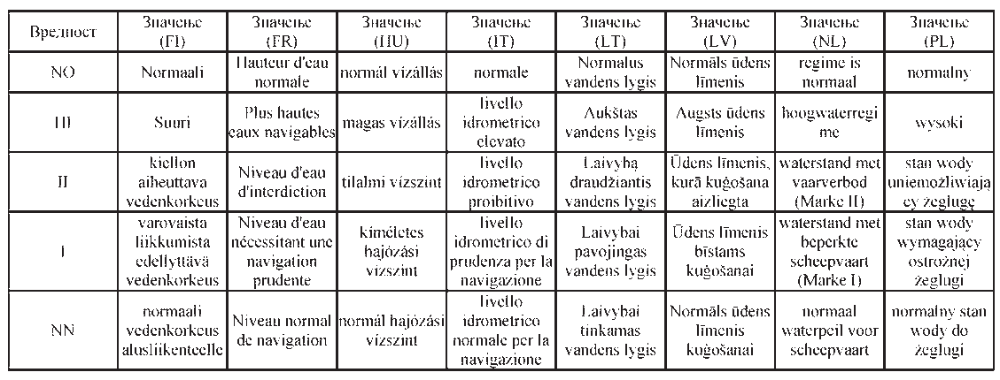 Вредност
Значење
(FI)
Значење
(FR)
Значење
(HU)
Значење
(IT)
Значење
(LT)
Значење
(LV)
Значење
(NL)
Значење
(PL)
NO
Normaali
Hauteur d'eau
normale
normál vízállás
normale
Normalus
vandens lygis
Normāls ūdens
līmenis
regime is
normaal
normalny
HI
Suuri
Plus hautes
eaux navigables
magas vízállás
livello
idrometrico
elevato
Aukštas
vandens lygis
Augsts ūdens
līmenis
hoogwaterregi
me
wysoki
II
kiellon
aiheuttava
vedenkorkeus
Niveau d'eau
d'interdiction
tilalmi vízszint
livello
idrometrico
proibitivo
Laivybą
draudžiantis
vandens lygis
Ūdens līmenis,
kurā kuģošana
aizliegta
waterstand met
vaarverbod
(Marke II)
stan wody
uniemożliwiają
cy żeglugę
I
varovaista
liikkumista
edellyttävä
vedenkorkeus
Niveau d'eau
nécessitant une
navigation
prudente
kíméletes
hajózási
vízszint
livello
idrometrico di
prudenza per la
navigazione
Laivybai
pavojingas
vandens lygis
Ūdens līmenis
bīstams
kuģošanai
waterstand met
beperkte
scheepvaart
(Marke I)
stan wody
wymagający
ostrożnej
żeglugi
NN
normaali
vedenkorkeus
alusliikenteelle
Niveau normal
de navigation
normál hajózási
vízszint
livello
idrometrico
normale per la
navigazione
Laivybai
tinkamas
vandens lygis
Normāls ūdens
līmenis
kuģošanai
normaal
waterpeil voor
scheepvaart
normalny stan
wody do
żeglugi